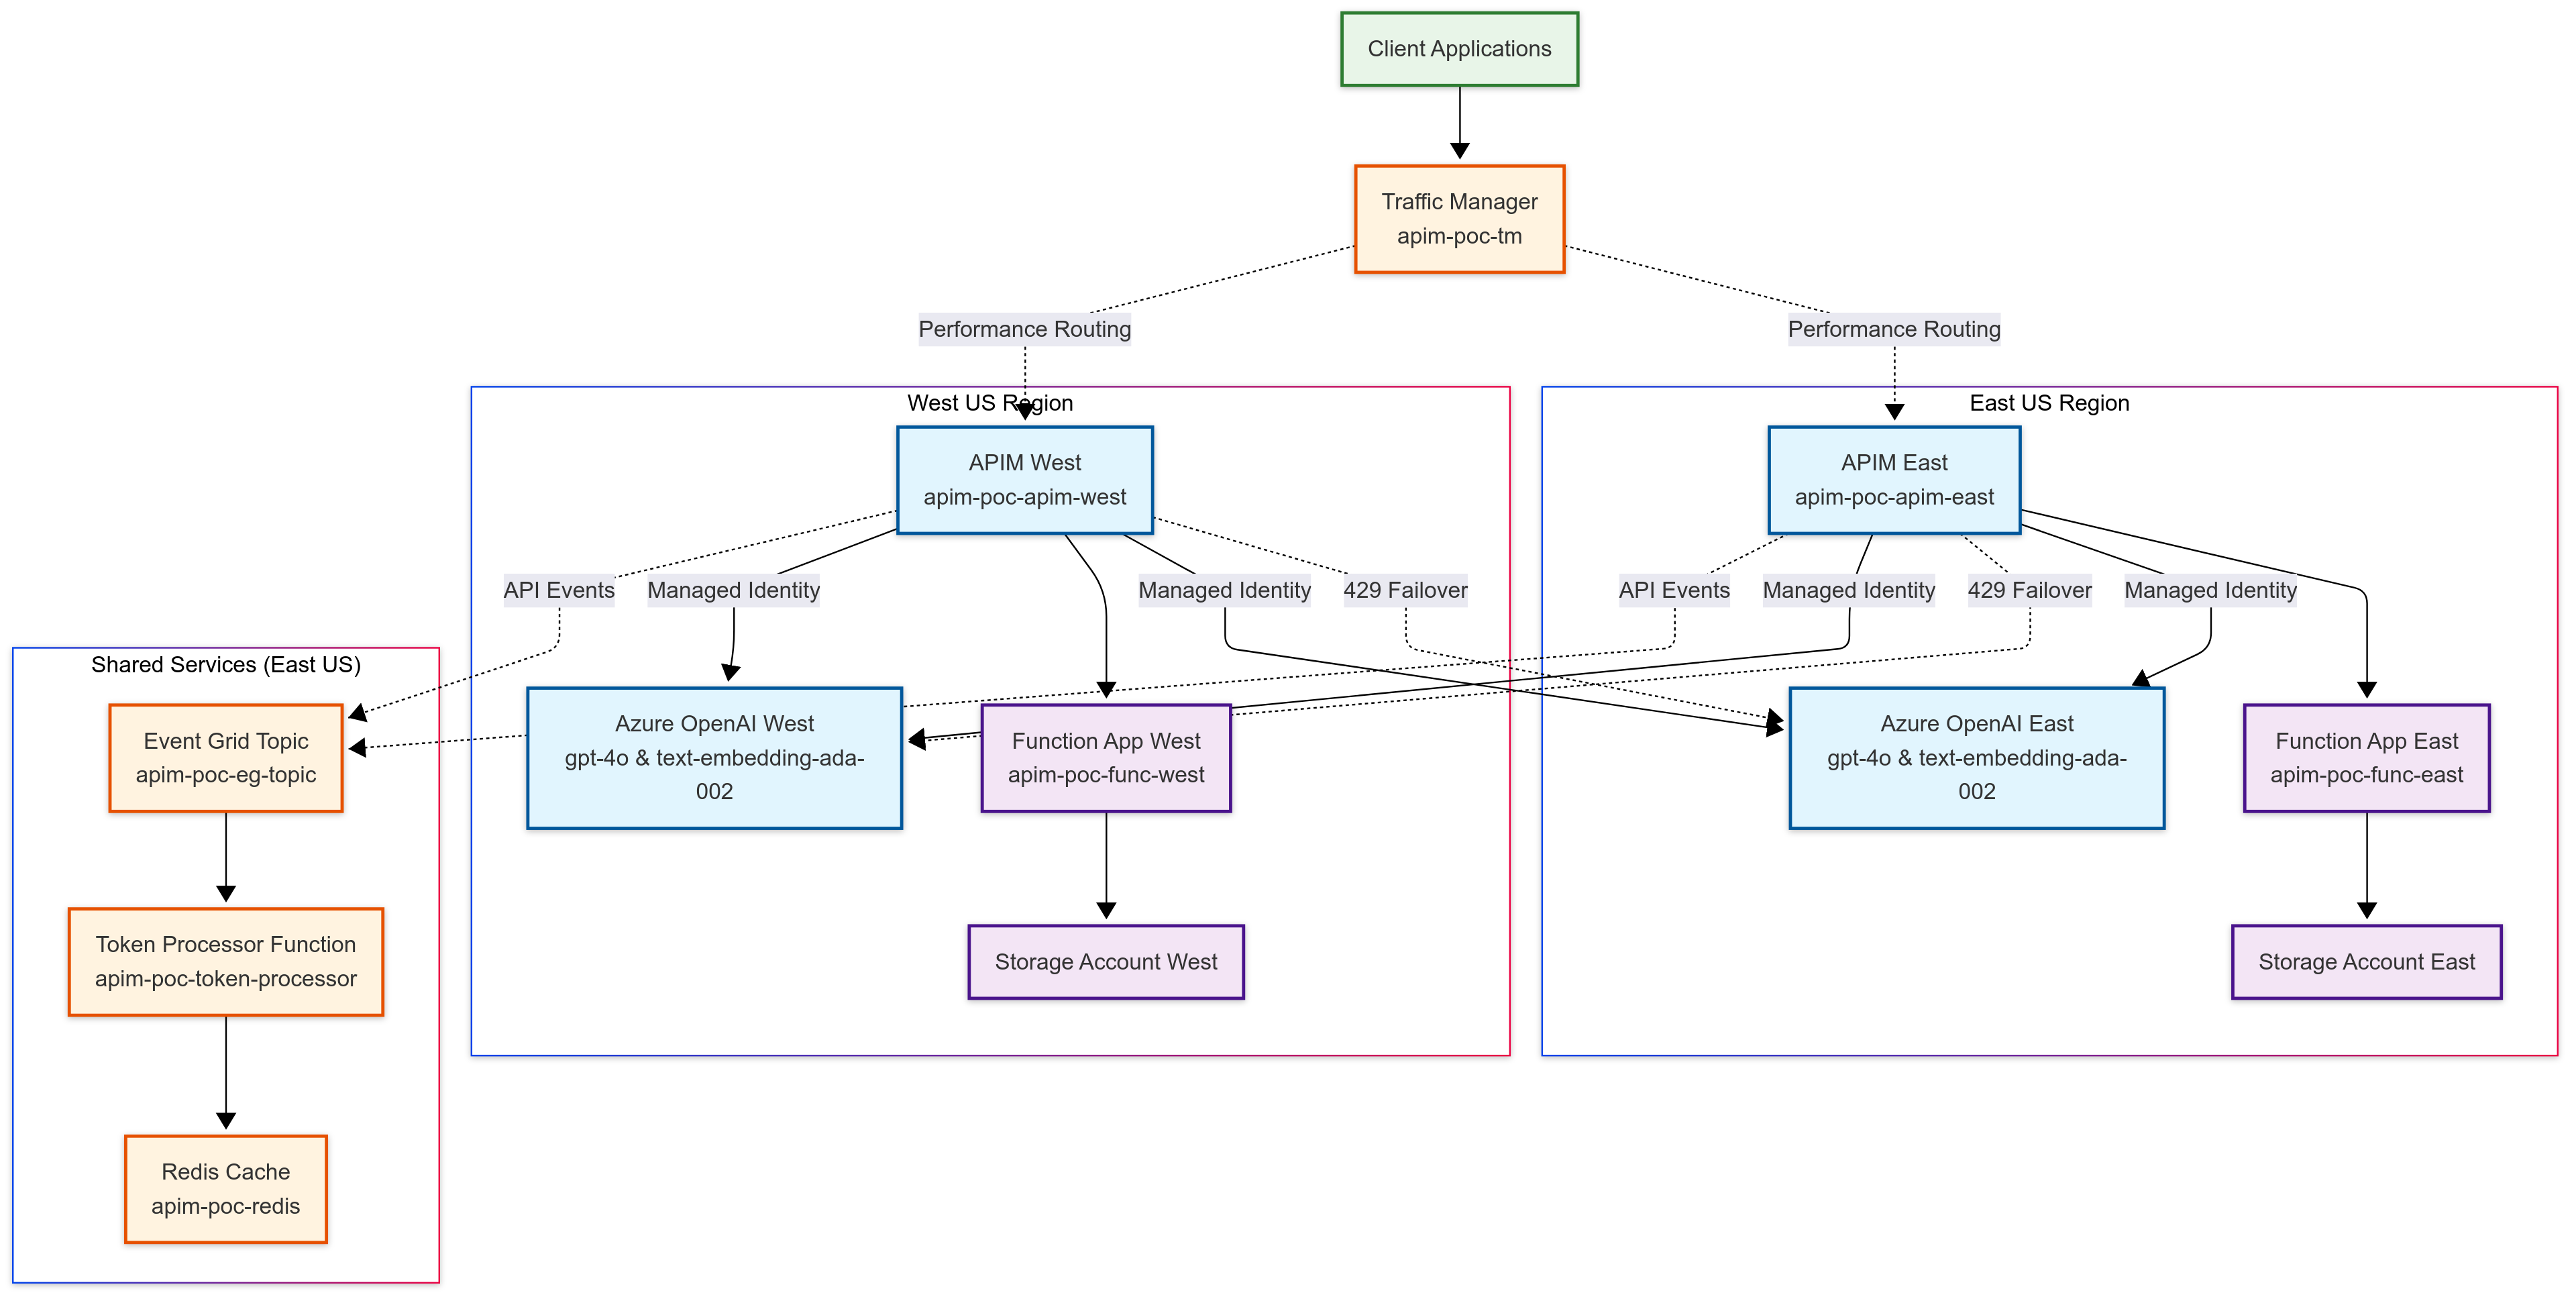 Client Applications
Traffic Manager
apim-poc-tm
Performance Routing
Performance Routing
West US Region
East US Region
APIM West
apim-poc-apim-west
APIM East
apim-poc-apim-east
API Events
Managed Identity
Managed Identity
429 Failover
API Events
Managed Identity
429 Failover
Managed Identity
Shared Services (East US)
Event Grid Topic
apim-poc-eg-topic
Azure OpenAI West
gpt-4o & text-embedding-ada-
002
Function App West
apim-poc-func-west
Azure OpenAI East
gpt-4o & text-embedding-ada-
002
Function App East
apim-poc-func-east
Token Processor Function
apim-poc-token-processor
Storage Account West
Storage Account East
Redis Cache
apim-poc-redis